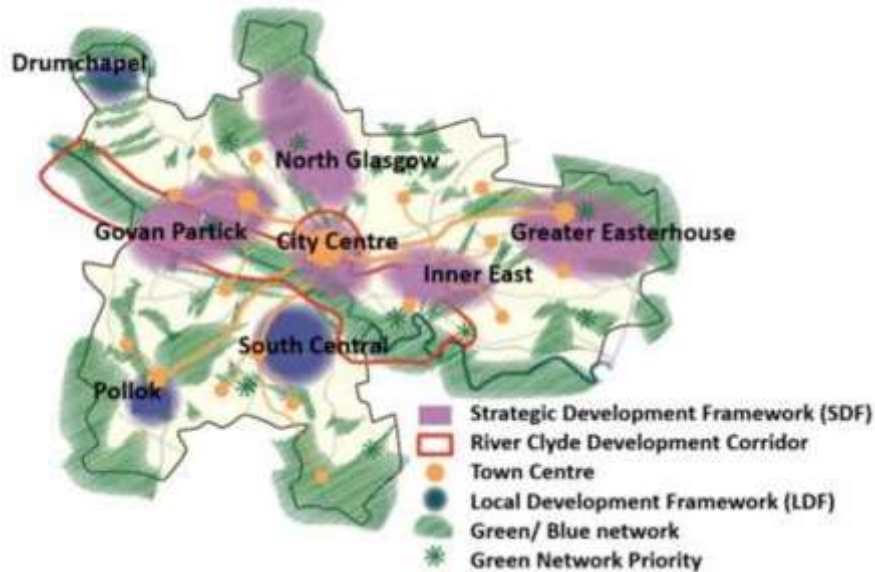 Drumchapel
North Glasgow
Govan Partick
City Centre
Greater Easterhouse
Inner East
South Central
Pollok
Strategic Development Framework (SDF)
River Clyde Development Corridor
Town Centre
Local Development Framework (LDF)
Green/ Blue network
Green Network Priority